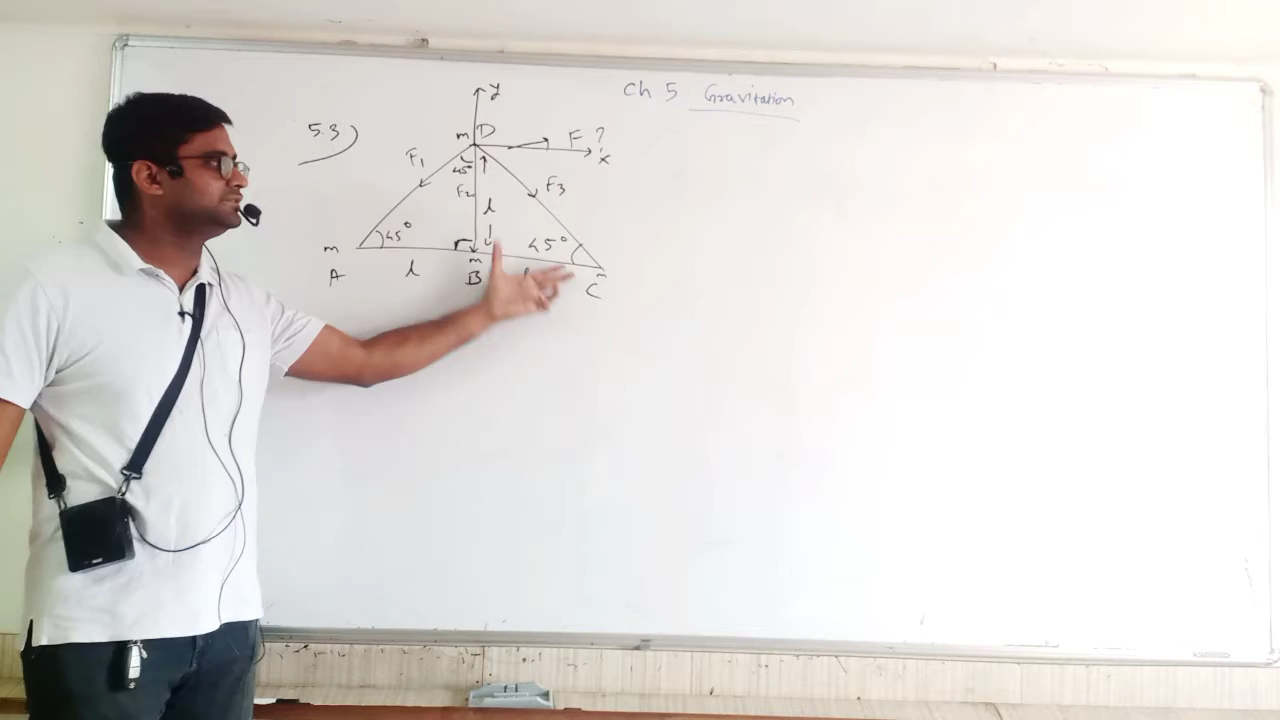 Ch 5 Gravitation
y
5.3)
m D
F ?
x
F₁
45°
F₂
F₃
l
45°
45°
m
m
m
A
l
B
l
C